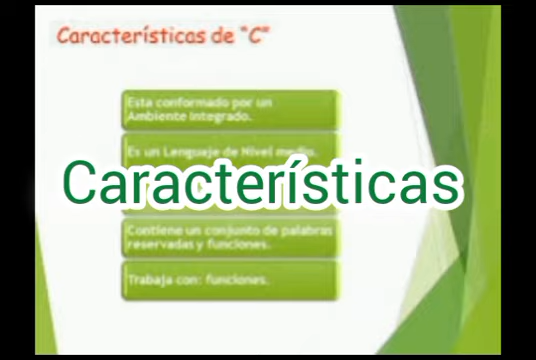 Características de "C"
Esta conformado por un
Ambiente Integrado.
Es un Lenguaje de Nivel medio.
Características
Contiene un conjunto de palabras
reservadas y funciones.
Trabaja con: funciones.